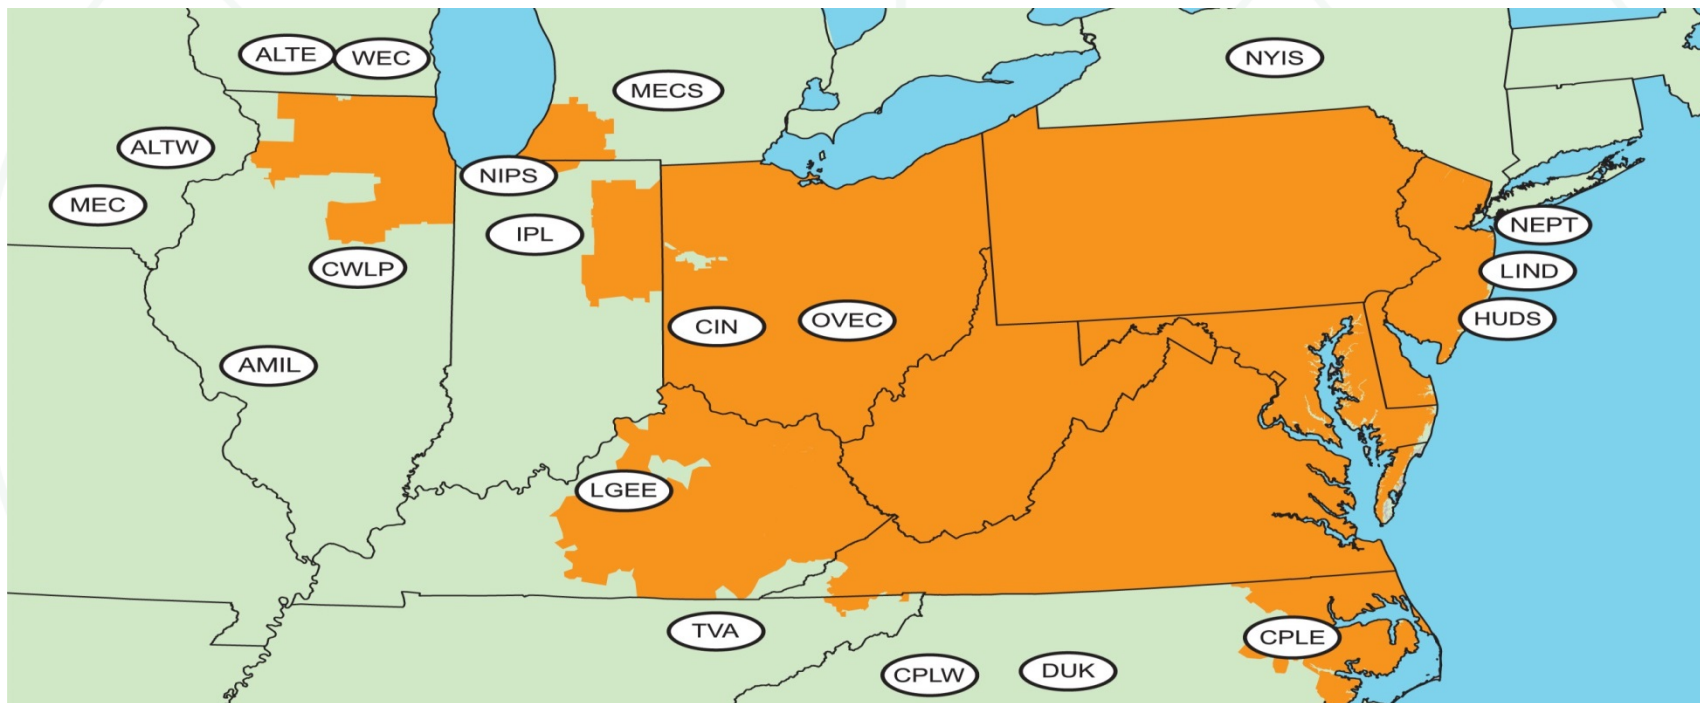 ALTE
WEC
NYIS
MECS
ALTW
NIPS
MEC
IPL
NEPT
CWLP
LIND
CIN
OVEC
HUDS
AMIL
LGEE
TVA
CPLE
CPLW
DUK